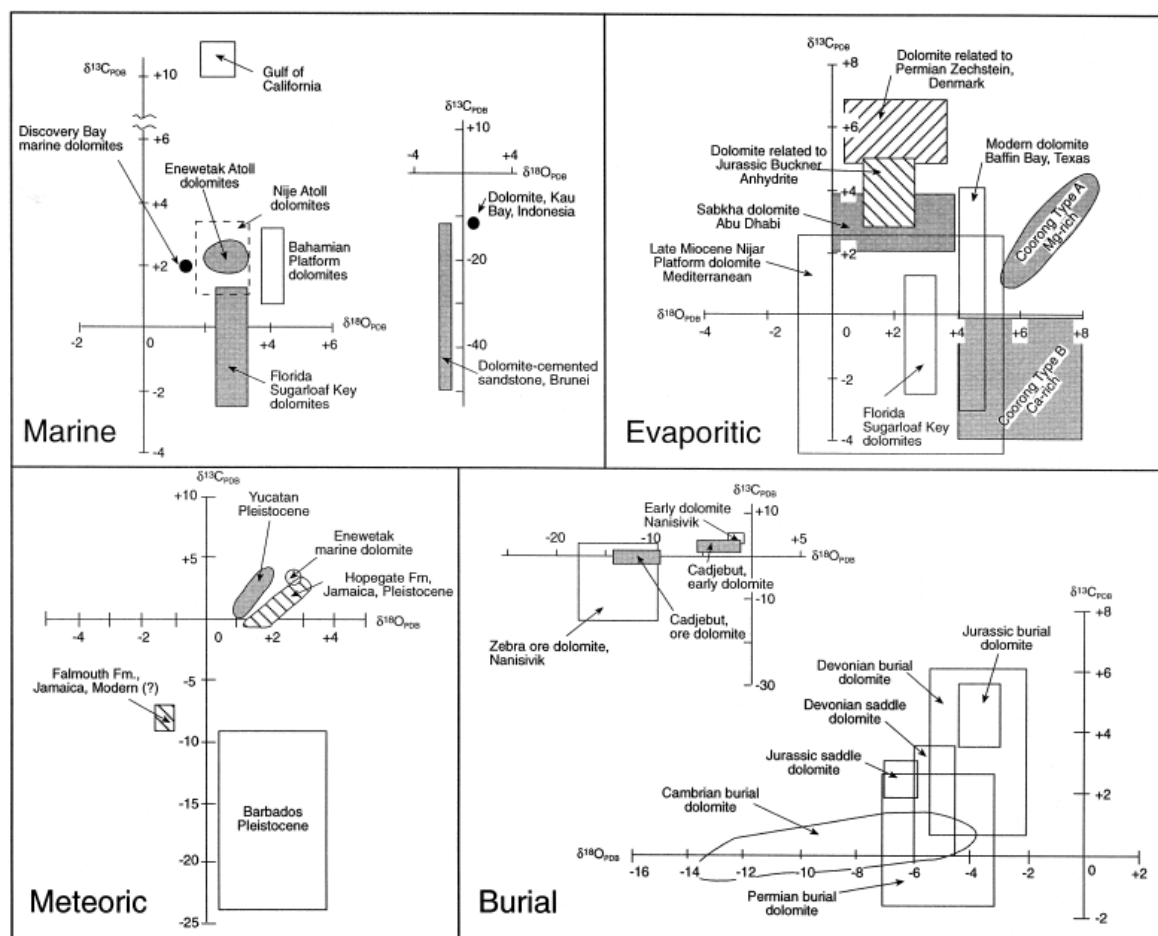 δ13CPDB
+10
Gulf of
California
+6
Discovery Bay
marine dolomites
Enewetak Atoll
dolomites
Nije Atoll
dolomites
+4
+2
Bahamian
Platform
dolomites
δ18OPDB
-2
0
+4
+6
-2
-4
Florida
Sugarloaf Key
dolomites
δ13CPDB
+10
-4
+4
δ18OPDB
Dolomite, Kau
Bay, Indonesia
-20
-40
Dolomite-cemented
sandstone, Brunei
Marine
δ13CPDB
+8
Dolomite related to
Permian Zechstein,
Denmark
+6
Dolomite related to
Jurassic Buckner
Anhydrite
Modern dolomite
Baffin Bay, Texas
+4
Sabkha dolomite
Abu Dhabi
Coorong Type A
Mg-rich
+2
Late Miocene Nijar
Platform dolomite
Mediterranean
δ18OPDB
-4
-2
0
+2
+4
+6
+8
-2
-4
Florida
Sugarloaf Key
dolomites
Coorong Type B
Ca-rich
Evaporitic
δ13CPDB
+10
Yucatan
Pleistocene
Enewetak
marine dolomite
+5
Hopegate Fm,
Jamaica, Pleistocene
δ18OPDB
-4
-2
0
+2
+4
Falmouth Fm.,
Jamaica, Modern (?)
-5
-10
-15
-20
-25
Barbados
Pleistocene
Meteoric
δ13CPDB
+10
Early dolomite
Nanisivik
-20
-10
+5
δ18OPDB
Cadjebut,
early dolomite
-10
Cadjebut,
ore dolomite
Zebra ore dolomite,
Nanisivik
-30
δ13CPDB
+8
Jurassic burial
dolomite
Devonian burial
dolomite
+6
Devonian saddle
dolomite
+4
Jurassic saddle
dolomite
+2
Cambrian burial
dolomite
δ18OPDB
-16
-14
-12
-10
-8
-6
-4
-2
0
+2
Permian burial
dolomite
-2
Burial